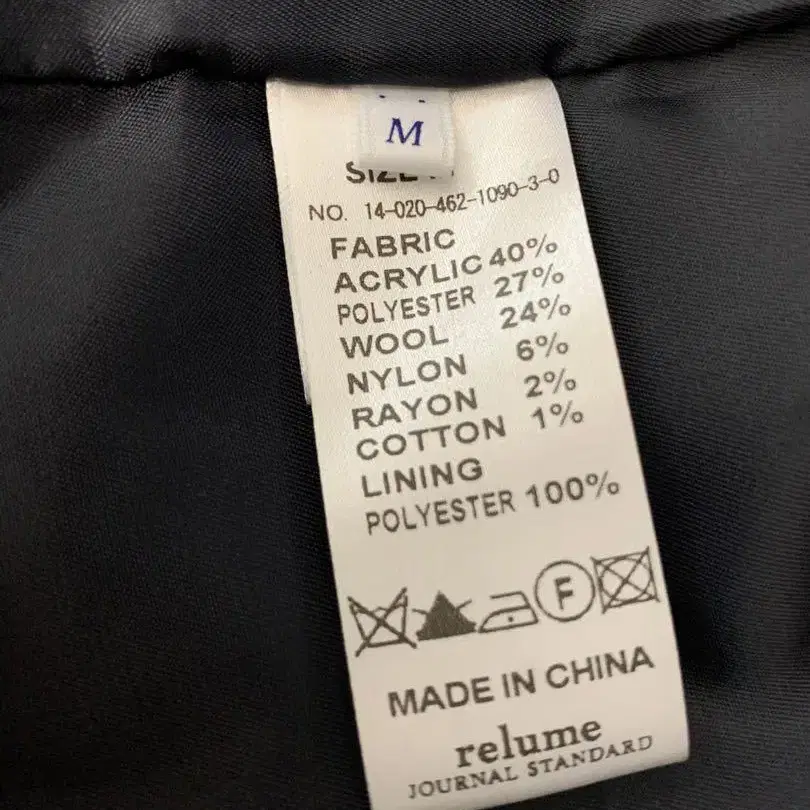 M
SIZE
NO. 14-020-462-1090-3-0
FABRIC
ACRYLIC 40%
POLYESTER 27%
WOOL 24%
NYLON 6%
RAYON 2%
COTTON 1%
LINING
POLYESTER 100%
F
MADE IN CHINA
relume
JOURNAL STANDARD